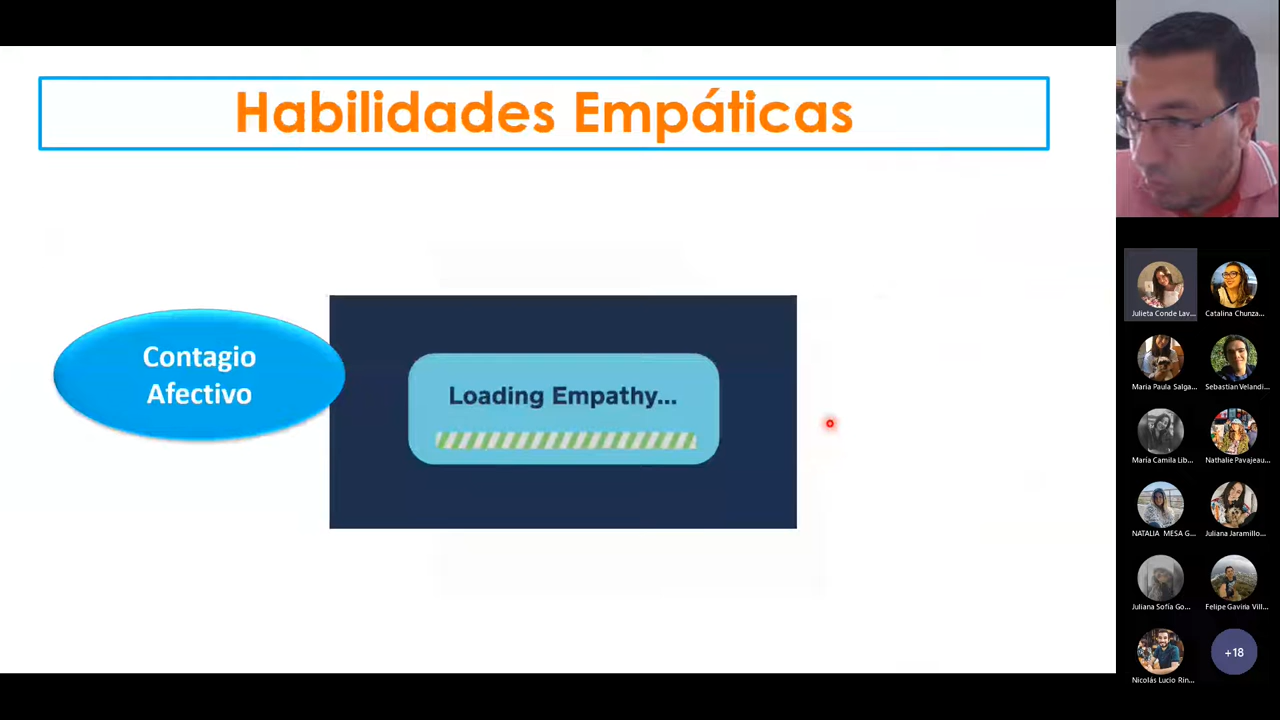 Habilidades Empáticas
Contagio
Afectivo
Loading Empathy...
Julieta Conde Lav...
Catalina Chunza...
Maria Paula Salga...
Sebastian Velandi...
María Camila Lib...
Nathalie Pavajeau...
NATALIA MESA G...
Juliana Jaramillo...
Juliana Sofía Go...
Felipe Gaviria Vill...
Nicolás Lucio Rin...
+18